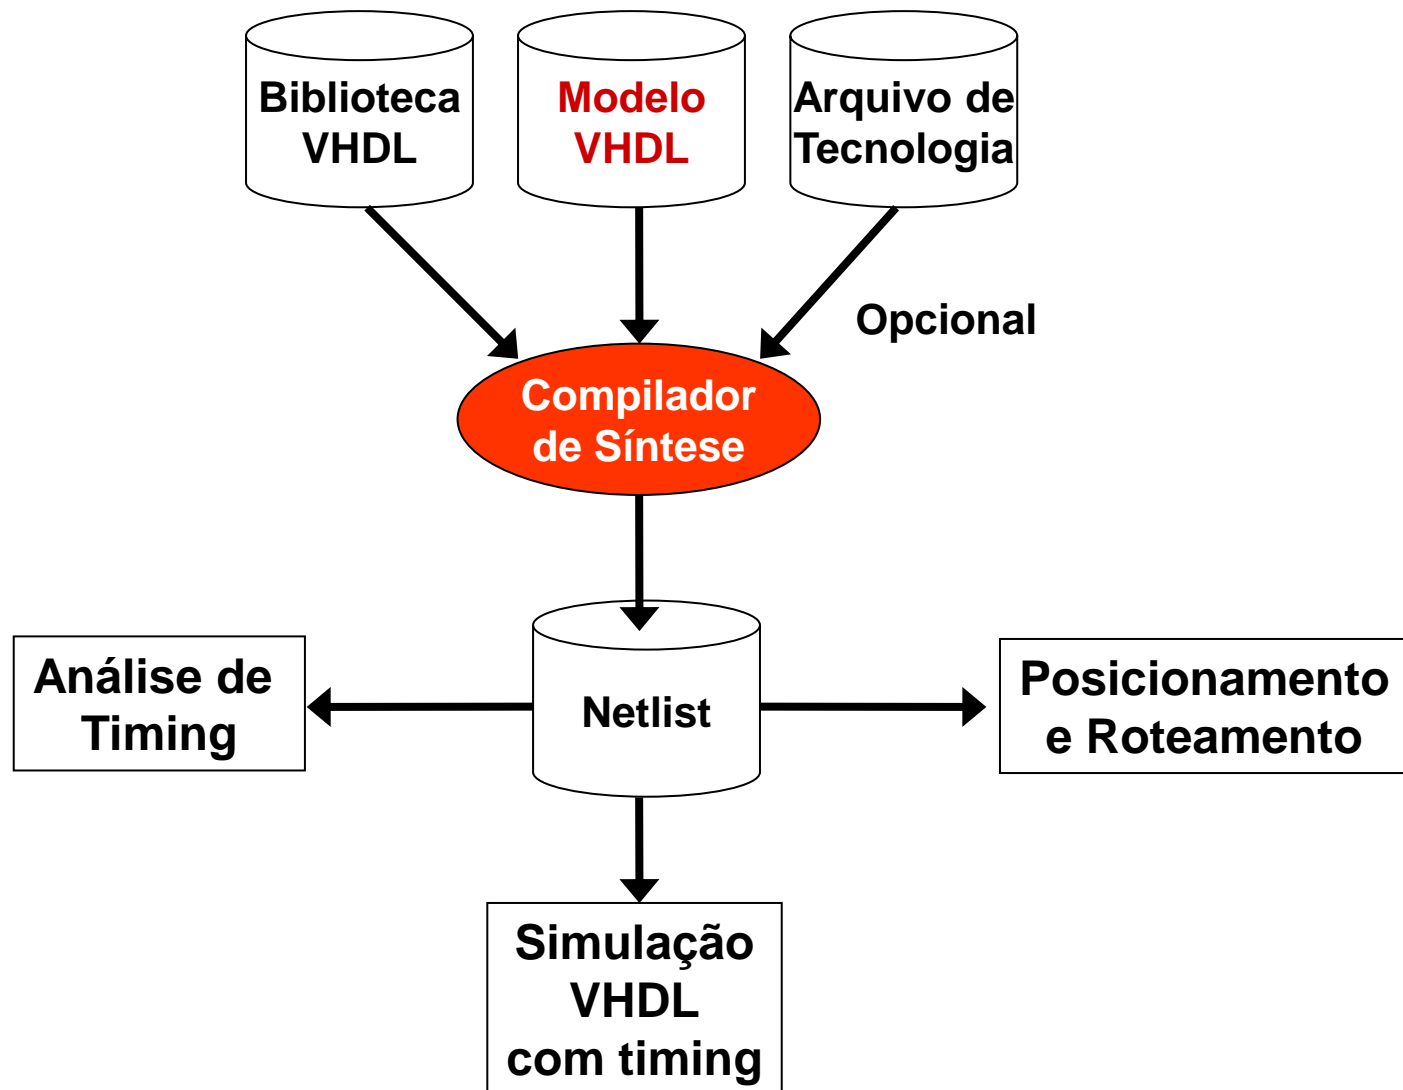 Biblioteca
VHDL
Modelo
VHDL
Arquivo de
Tecnologia
Opcional
Compilador
de Síntese
Análise de
Timing
Netlist
Posicionamento
e Roteamento
Simulação
VHDL
com timing